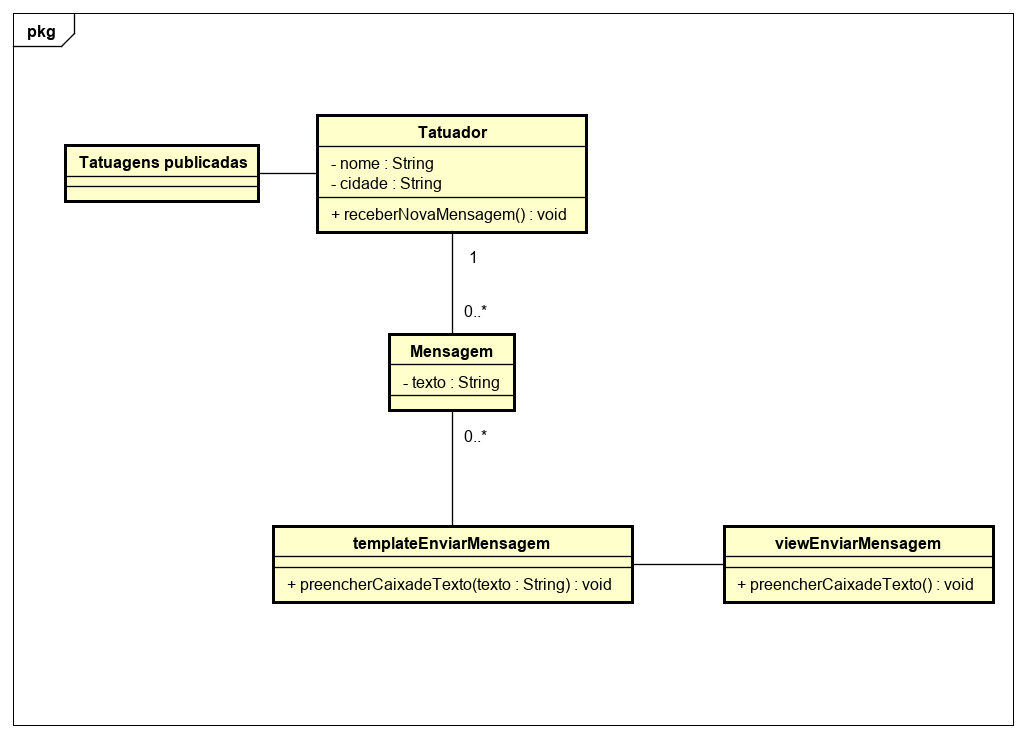 pkg
Tatuagens publicadas
Tatuador
- nome : String
- cidade : String
+ receberNovaMensagem() : void
1
0..*
Mensagem
- texto : String
0..*
templateEnviarMensagem
+ preencherCaixadeTexto(texto : String) : void
viewEnviarMensagem
+ preencherCaixadeTexto() : void